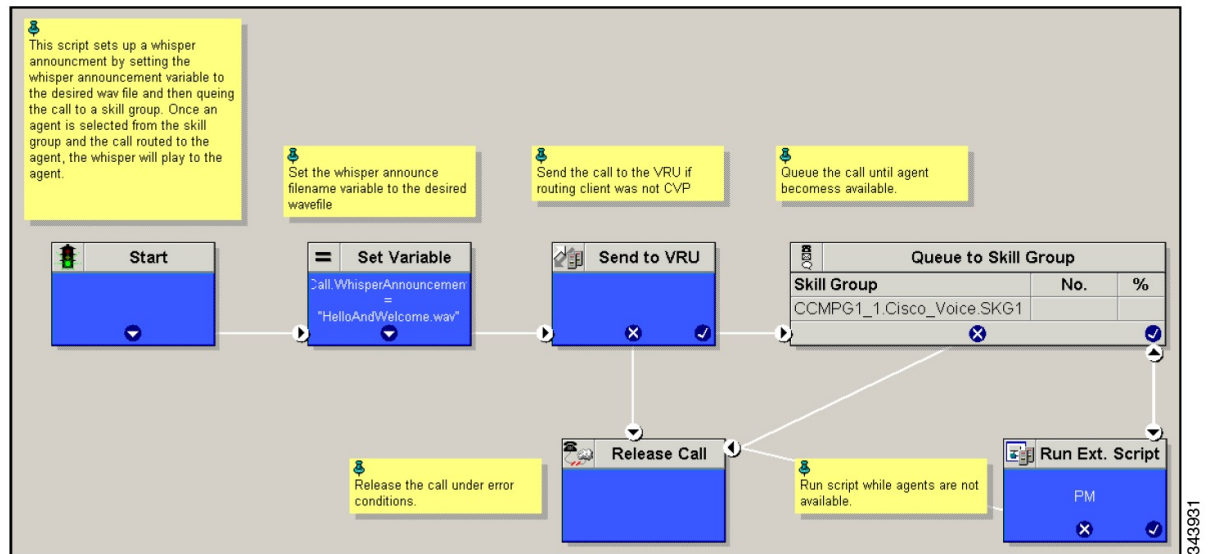 This script sets up a whisper
announcment by setting the
whisper announcement variable to
the desired wav file and then queing
the call to a skill group. Once an
agent is selected from the skill
group and the call routed to the
agent, the whisper will play to the
agent.
Set the whisper announce
filename variable to the desired
wavefile
Send the call to the VRU if
routing client was not CVP
Queue the call until agent
becomess available.
Start
= Set Variable
Call.WhisperAnnouncemen
=
"HelloAndWelcome.wav"
Send to VRU
Queue to Skill Group
Skill Group No. %
CCMPG1_1.Cisco_Voice.SKG1
Release Call
Run Ext. Script
PM
Release the call under error
conditions.
Run script while agents are not
available.
343931